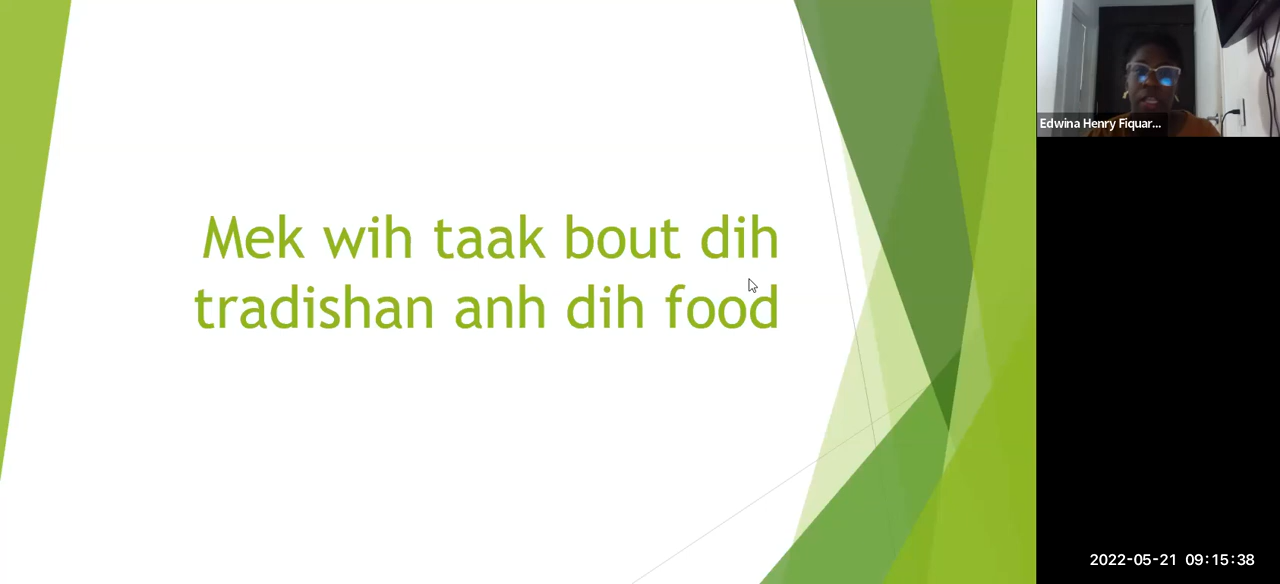 Mek wih taak bout dih
tradishan anh dih food
Edwina Henry Fiquar...
2022-05-21 09:15:38